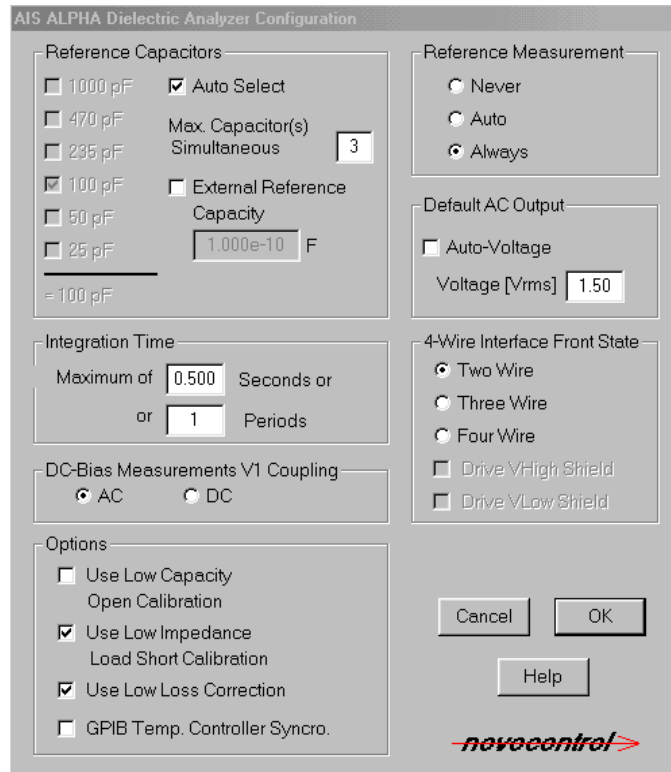 AIS ALPHA Dielectric Analyzer Configuration
Reference Capacitors
1000 pF
470 pF
235 pF
100 pF
50 pF
25 pF
= 100 pF
Auto Select
Max. Capacitor(s)
Simultaneous 3
External Reference
Capacity
1.000e-10 F
Integration Time
Maximum of 0.500 Seconds or
or 1 Periods
DC-Bias Measurements V1 Coupling
AC DC
Options
Use Low Capacity
Open Calibration
Use Low Impedance
Load Short Calibration
Use Low Loss Correction
GPIB Temp. Controller Syncro.
Reference Measurement
Never
Auto
Always
Default AC Output
Auto-Voltage
Voltage [Vrms] 1.50
4-Wire Interface Front State
Two Wire
Three Wire
Four Wire
Drive VHigh Shield
Drive VLow Shield
Cancel OK
Help
novocontrol